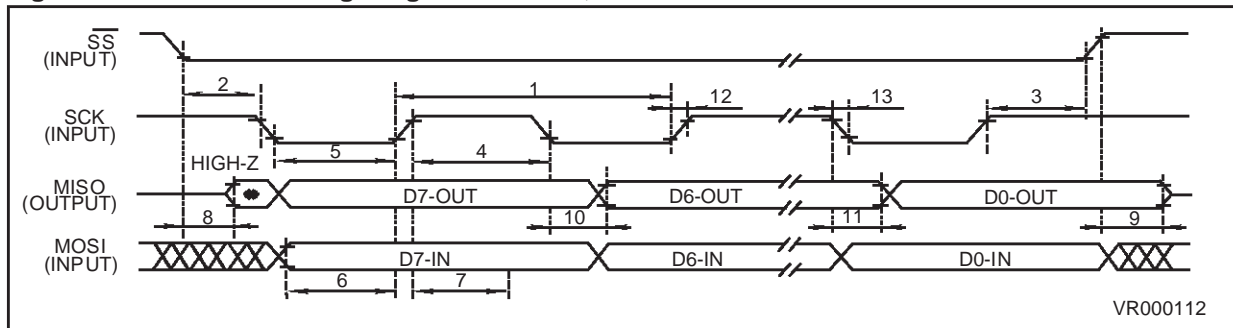 SS
(INPUT)
2
1
12
13
3
SCK
(INPUT)
HIGH-Z
5
4
MISO
(OUTPUT)
D7-OUT
D6-OUT
D0-OUT
8
10
11
9
MOSI
(INPUT)
D7-IN
D6-IN
D0-IN
6
7
VR000112